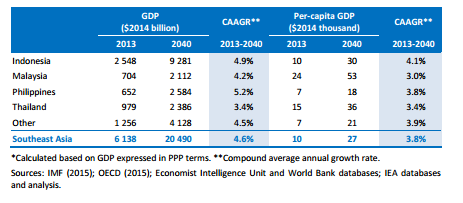 GDP CAAGR** Per-capita GDP CAAGR**
($2014 billion) ($2014 thousand)
2013 2040 2013-2040 2013 2040 2013-2040
Indonesia 2 548 9 281 4.9% 10 30 4.1%
Malaysia 704 2 112 4.2% 24 53 3.0%
Philippines 652 2 584 5.2% 7 18 3.8%
Thailand 979 2 386 3.4% 15 36 3.4%
Other 1 256 4 128 4.5% 7 21 3.9%
Southeast Asia 6 138 20 490 4.6% 10 27 3.8%
*Calculated based on GDP expressed in PPP terms. **Compound average annual growth rate.
Sources: IMF (2015); OECD (2015); Economist Intelligence Unit and World Bank databases; IEA databases
and analysis.